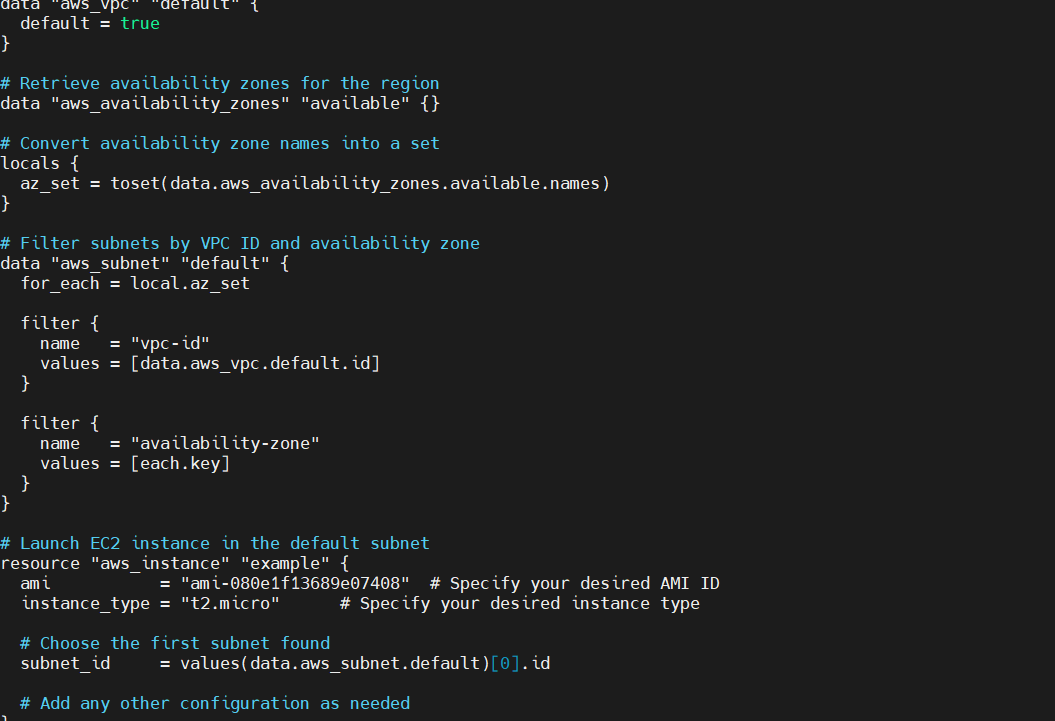 data "aws_vpc" "default" {
  default = true
}

# Retrieve availability zones for the region
data "aws_availability_zones" "available" {}

# Convert availability zone names into a set
locals {
  az_set = toset(data.aws_availability_zones.available.names)
}

# Filter subnets by VPC ID and availability zone
data "aws_subnet" "default" {
  for_each = local.az_set

  filter {
    name   = "vpc-id"
    values = [data.aws_vpc.default.id]
  }

  filter {
    name   = "availability-zone"
    values = [each.key]
  }
}

# Launch EC2 instance in the default subnet
resource "aws_instance" "example" {
  ami           = "ami-080e1f13689e07408"  # Specify your desired AMI ID
  instance_type = "t2.micro"      # Specify your desired instance type

  # Choose the first subnet found
  subnet_id     = values(data.aws_subnet.default)[0].id

  # Add any other configuration as needed
}